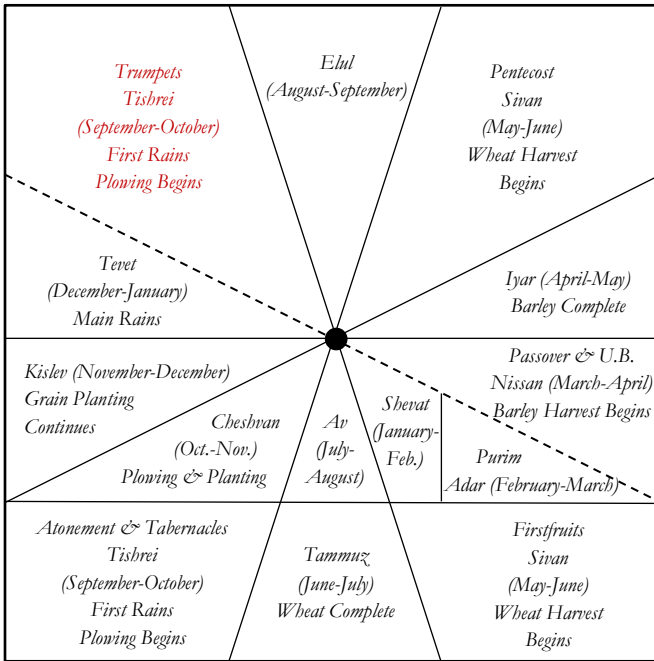 Trumpets
Tishrei
(September-October)
First Rains
Plowing Begins
Elul
(August-September)
Pentecost
Sivan
(May-June)
Wheat Harvest
Begins
Tevet
(December-January)
Main Rains
Iyar (April-May)
Barley Complete
Kislev (November-December)
Grain Planting
Continues
Passover & U.B.
Nissan (March-April)
Barley Harvest Begins
Cheshvan
(Oct.-Nov.)
Plowing & Planting
Av
(July-
August)
Shevat
(January-
Feb.)
Purim
Adar (February-March)
Atonement & Tabernacles
Tishrei
(September-October)
First Rains
Plowing Begins
Tammuz
(June-July)
Wheat Complete
Firstfruits
Sivan
(May-June)
Wheat Harvest
Begins